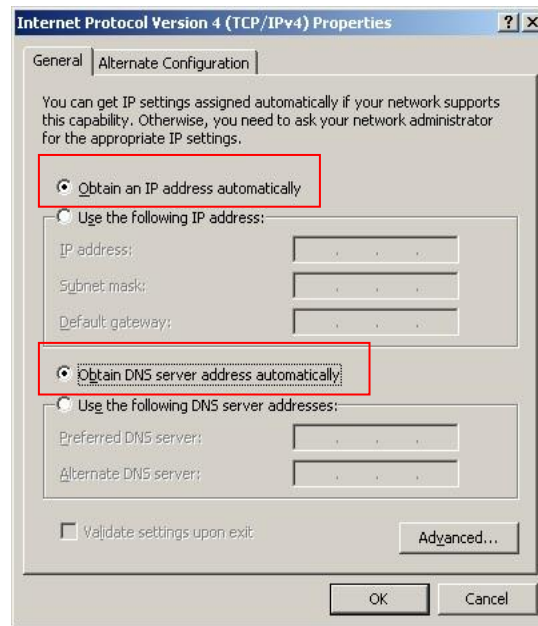 Internet Protocol Version 4 (TCP/IPv4) Properties
General
Alternate Configuration
You can get IP settings assigned automatically if your network supports
this capability. Otherwise, you need to ask your network administrator
for the appropriate IP settings.
Obtain an IP address automatically
Use the following IP address:
IP address:
Subnet mask:
Default gateway:
Obtain DNS server address automatically
Use the following DNS server addresses:
Preferred DNS server:
Alternate DNS server:
Validate settings upon exit
Advanced...
OK
Cancel